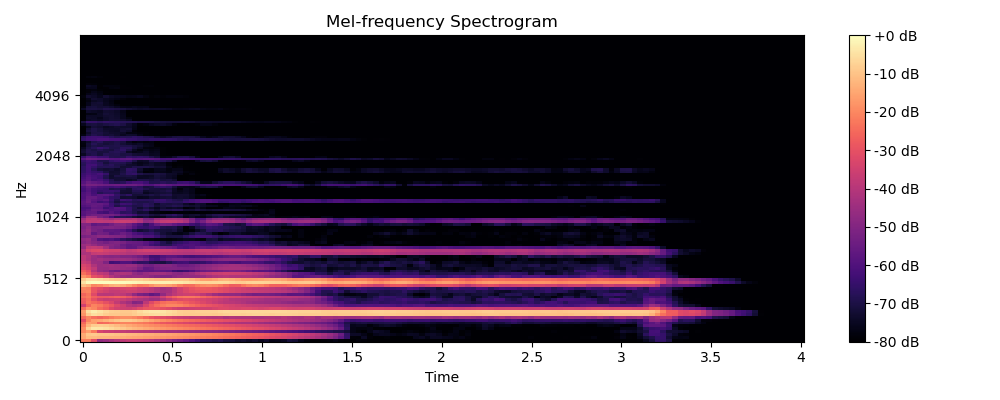 Mel-frequency Spectrogram
Hz
4096
2048
1024
512
0
0
0.5
1
1.5
2
2.5
3
3.5
4
Time
+0 dB
-10 dB
-20 dB
-30 dB
-40 dB
-50 dB
-60 dB
-70 dB
-80 dB